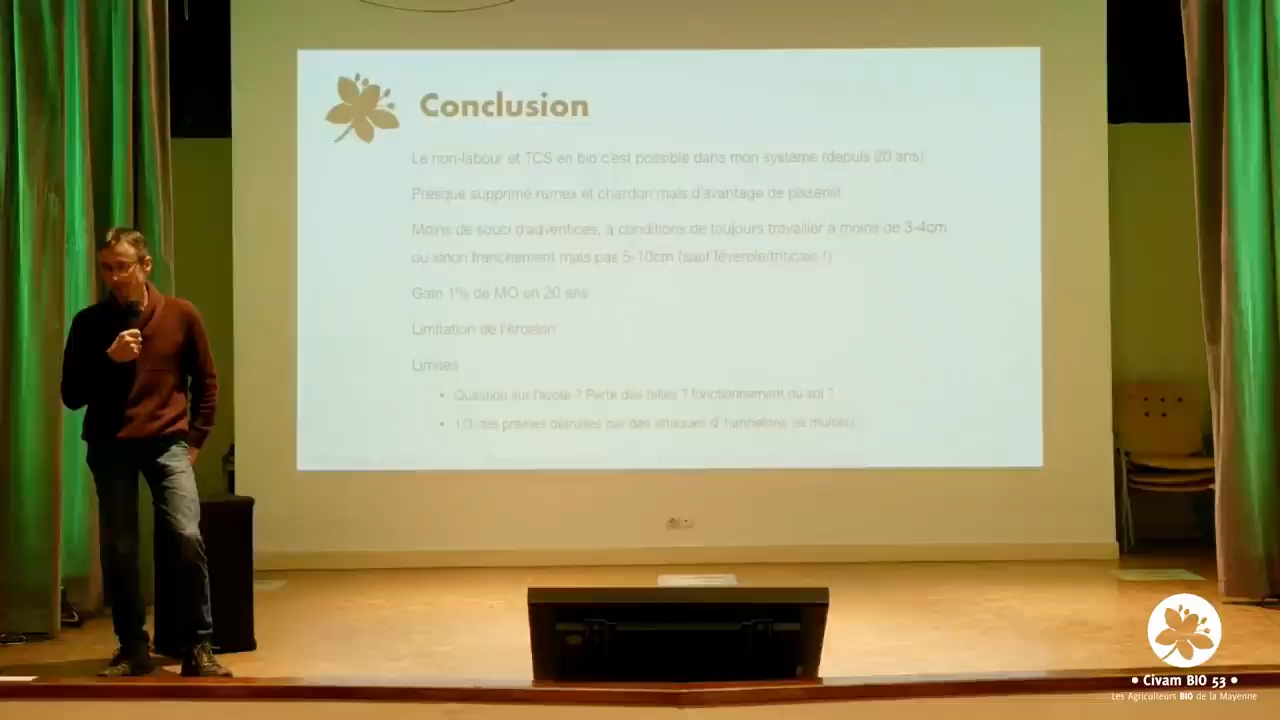 Conclusion
Le non-labour et TCS en bio c'est possible dans mon système (depuis 20 ans)
Presque supprimé rumex et chardon mais d'avantage de pissenlit
Moins de souci d'adventices, à conditions de toujours travailler à moins de 3-4cm
ou sinon franchement mais pas 5-10cm (sauf féverole/triticale !)
Gain 1% de MO en 20 ans
Limitation de l'érosion
Limites
• Question sur l'azote ? Perte des talles ? fonctionnement du sol ?
• 1/3 des prairies détruites par des attaques d' hannetons (et mulots)
• Civam BIO 53 •
Les Agriculteurs BIO de la Mayenne